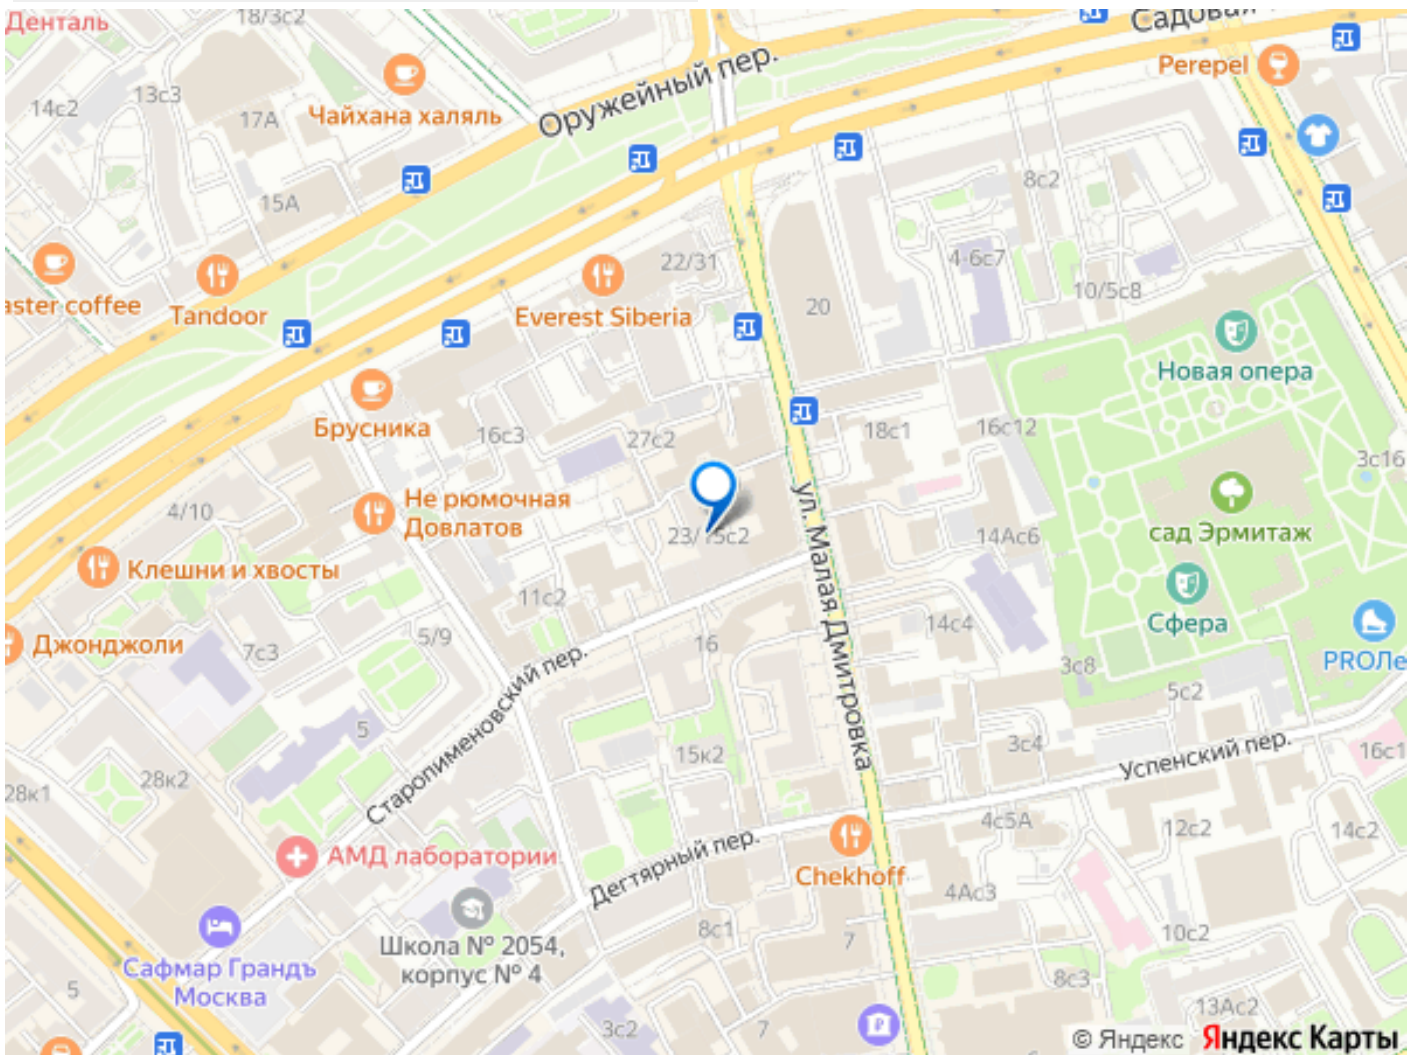 Денталь
18/3с2
Садовая
Perepel
14с2
13с3
17А
Чайхана халяль
Оружейный пер.
15А
8с2
4-6с7
22/31
10/5с8
aster coffee
Tandoor
Everest Siberia
20
Новая опера
Брусника
16с3
27с2
18с1
16с12
3с16
4/10
Не рюмочная
Довлатов
23/15с2
ул. Малая Дмитровка
14Ас6
сад Эрмитаж
Клешни и хвосты
11с2
5/9
Джонджоли
7с3
16
14с4
Сфера
3с8
PROЛе
5с2
Старопименовский пер.
5
28к2
28к1
15к2
3с4
Успенский пер.
16с1
4с5А
12с2
14с2
АМД лаборатории
Дегтярный пер.
Chekhoff
4Ас3
Школа № 2054,
корпус № 4
8с1
7
10с2
Сафмар Грандъ
Москва
5
8с3
13Ас2
3с2
7
© Яндекс Яндекс Карты